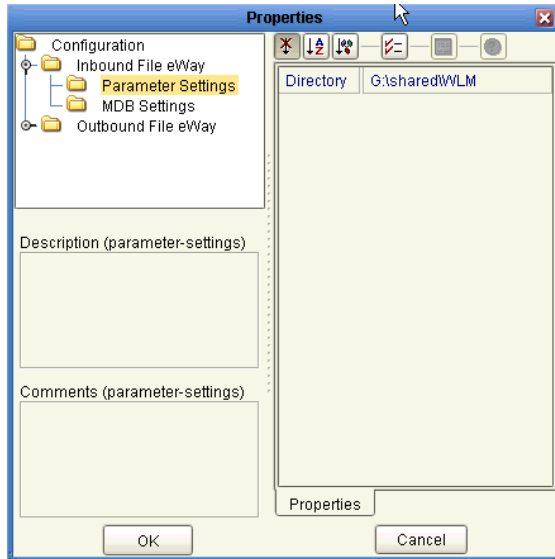 Properties
Configuration
Inbound File eWay
Parameter Settings
MDB Settings
Outbound File eWay
Description (parameter-settings)
Comments (parameter-settings)
Directory G:\shared\WLM
Properties
OK
Cancel